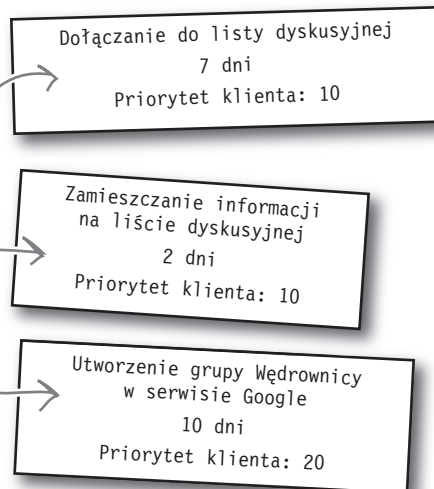 Dołączanie do listy dyskusyjnej
7 dni
Priorytet klienta: 10
Zamieszczanie informacji
na liście dyskusyjnej
2 dni
Priorytet klienta: 10
Utworzenie grupy Wędrownicy
w serwisie Google
10 dni
Priorytet klienta: 20